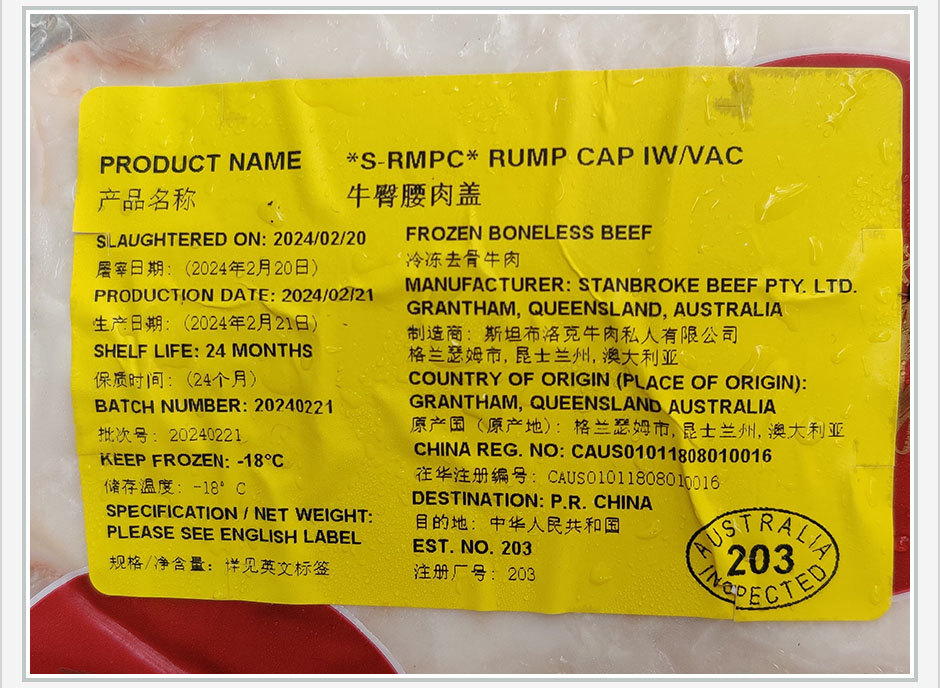 PRODUCT NAME *S-RMPC* RUMP CAP IW/VAC
产品名称 牛臀腰肉盖
SLAUGHTERED ON: 2024/02/20
屠宰日期：（2024年2月20日）
PRODUCTION DATE: 2024/02/21
生产日期：（2024年2月21日）
SHELF LIFE: 24 MONTHS
保质时间：（24个月）
BATCH NUMBER: 20240221
批次号： 20240221
KEEP FROZEN: -18°C
储存温度： -18° C
SPECIFICATION / NET WEIGHT:
PLEASE SEE ENGLISH LABEL
规格/净含量：详见英文标签
FROZEN BONELESS BEEF
冷冻去骨牛肉
MANUFACTURER: STANBROKE BEEF PTY. LTD.
GRANTHAM, QUEENSLAND, AUSTRALIA
制造商：斯坦布洛克牛肉私人有限公司
格兰瑟姆市, 昆士兰州, 澳大利亚
COUNTRY OF ORIGIN (PLACE OF ORIGIN):
GRANTHAM, QUEENSLAND AUSTRALIA
原产国（原产地）：格兰瑟姆市, 昆士兰州, 澳大利亚
CHINA REG. NO: CAUS01011808010016
在华注册编号： CAUS01011808010016
DESTINATION: P.R. CHINA
目的地：中华人民共和国
EST. NO. 203
注册厂号：203
AUSTRALIA
203
INSPECTED